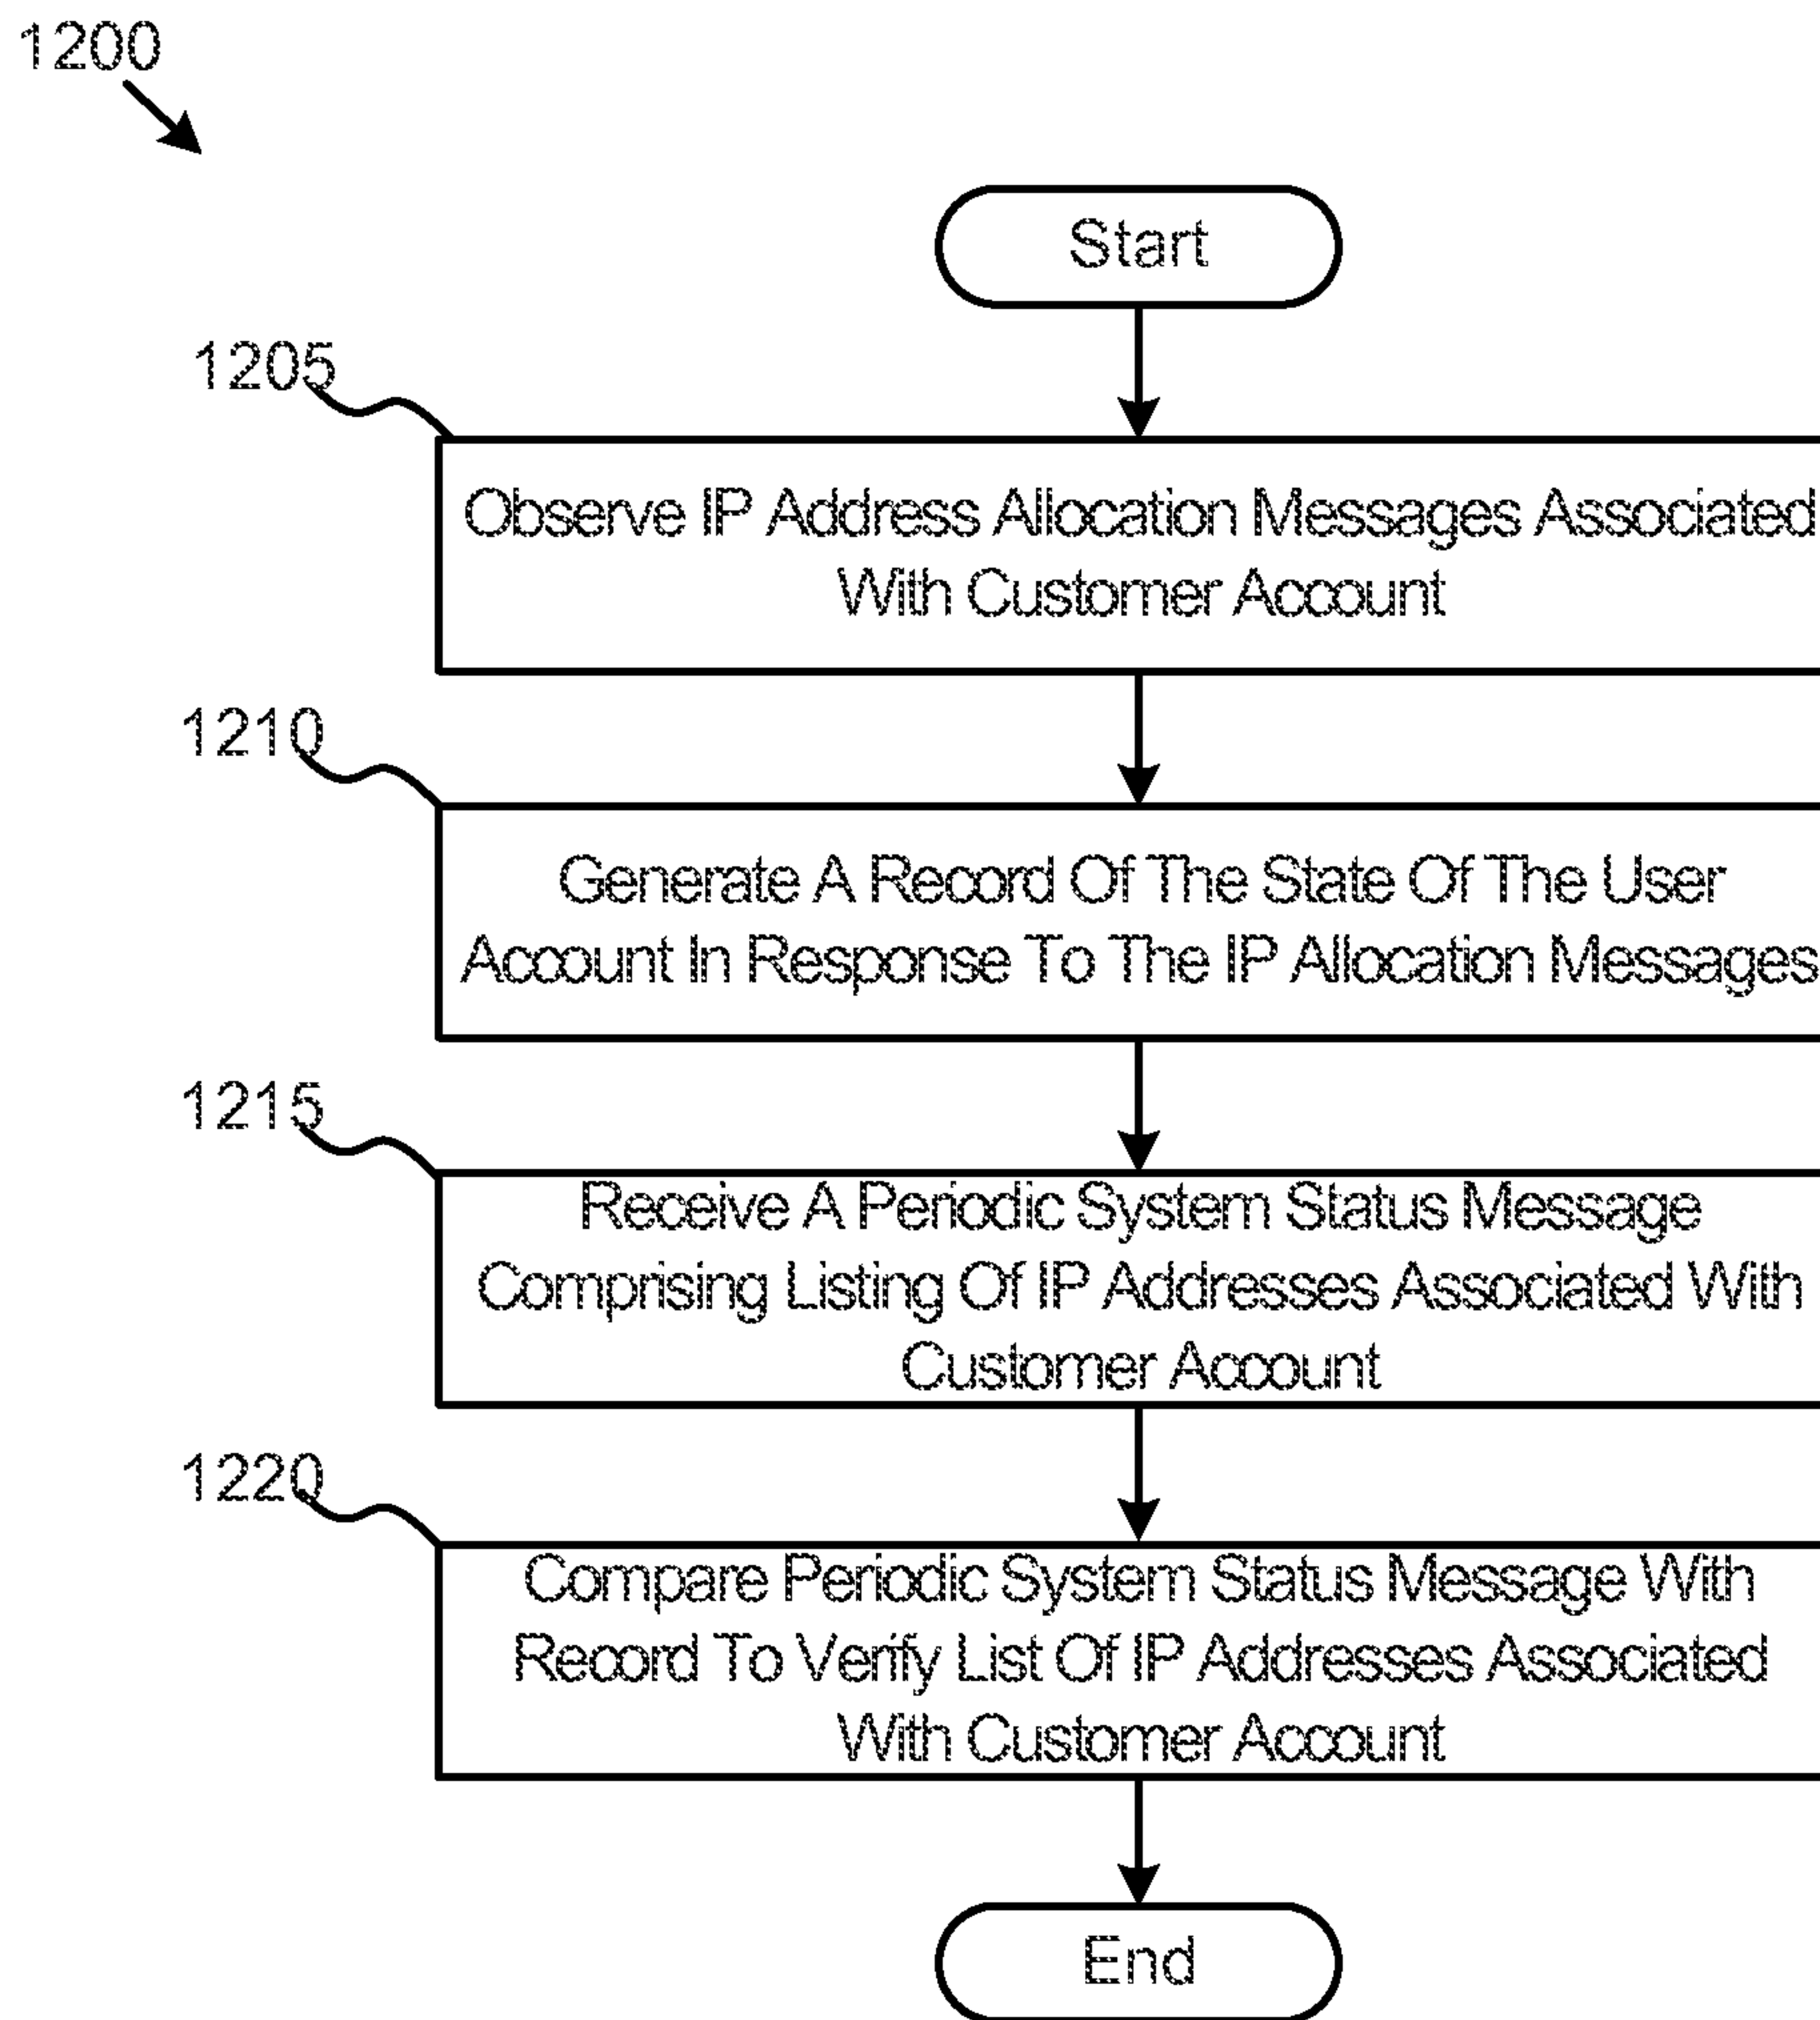 1200
Start
1205
Observe IP Address Allocation Messages Associated
With Customer Account
1210
Generate A Record Of The State Of The User
Account In Response To The IP Allocation Messages
1215
Receive A Periodic System Status Message
Comprising Listing Of IP Addresses Associated With
Customer Account
1220
Compare Periodic System Status Message With
Record To Verify List Of IP Addresses Associated
With Customer Account
End